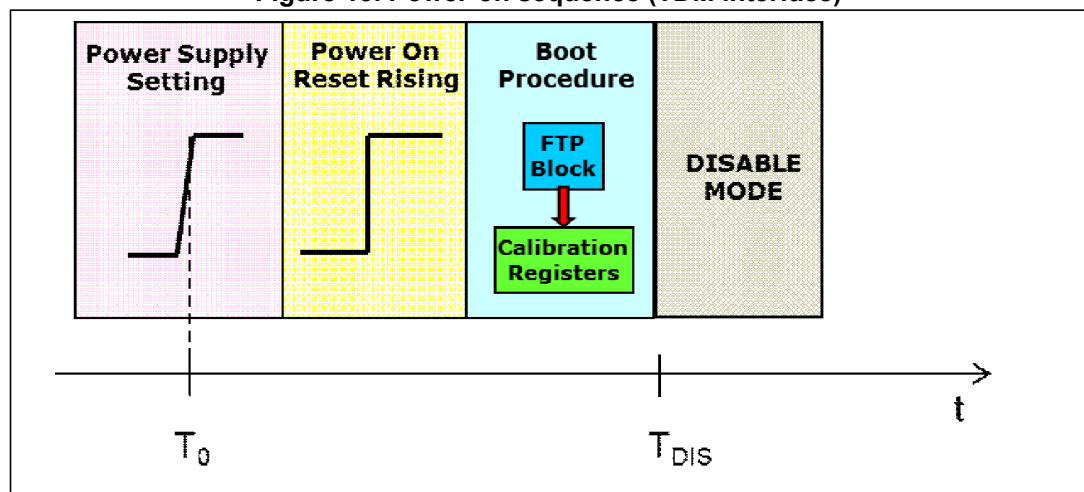 Power Supply
Setting
Power On
Reset Rising
Boot
Procedure
FTP
Block
Calibration
Registers
DISABLE
MODE
T0
TDIS
t